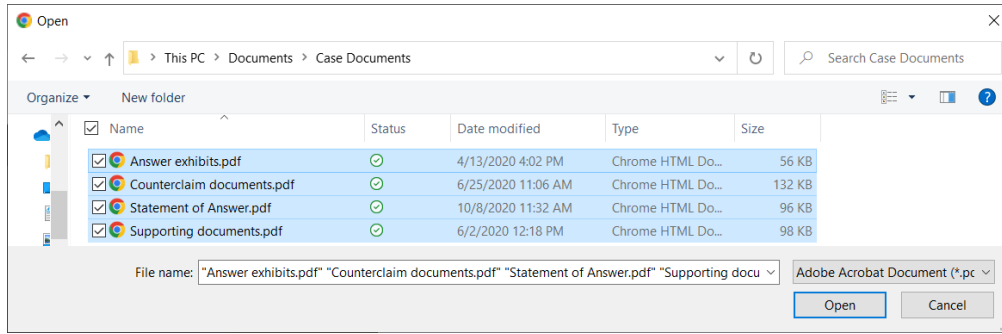 Open
This PC > Documents > Case Documents
Search Case Documents
Organize New folder
Name Status Date modified Type Size
Answer exhibits.pdf 4/13/2020 4:02 PM Chrome HTML Do... 56 KB
Counterclaim documents.pdf 6/25/2020 11:06 AM Chrome HTML Do... 132 KB
Statement of Answer.pdf 10/8/2020 11:32 AM Chrome HTML Do... 96 KB
Supporting documents.pdf 6/2/2020 12:18 PM Chrome HTML Do... 98 KB
File name: "Answer exhibits.pdf" "Counterclaim documents.pdf" "Statement of Answer.pdf" "Supporting docu Adobe Acrobat Document (*.pc
Open Cancel